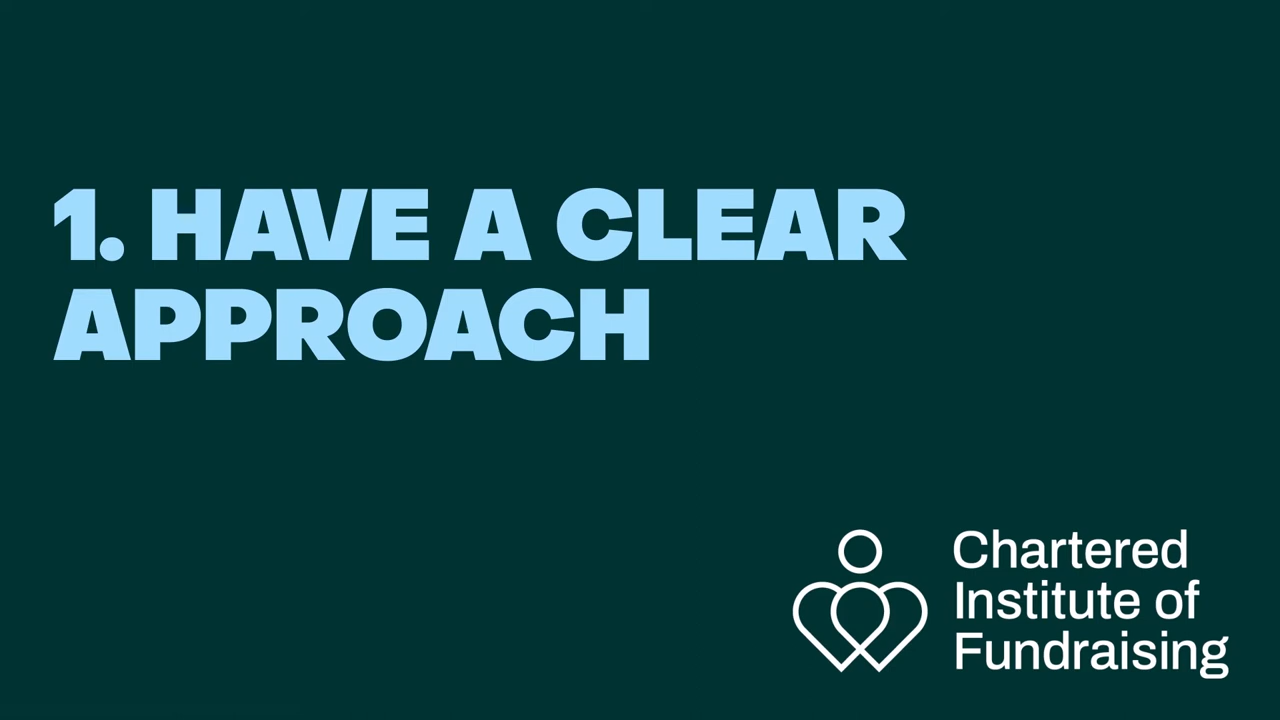 1. HAVE A CLEAR
APPROACH
Chartered
Institute of
Fundraising